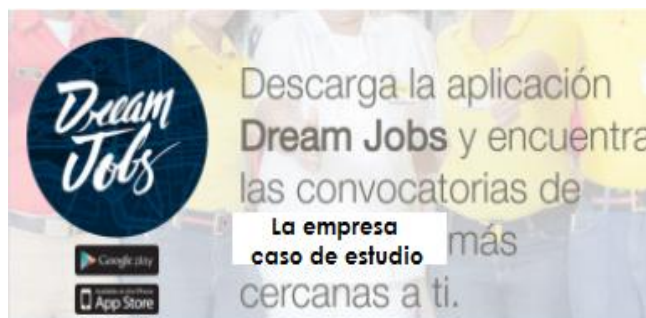 Dream
Jobs
Google play
App Store
Descarga la aplicación
Dream Jobs y encuentra
las convocatorias de
La empresa
caso de estudio
más
cercanas a ti.